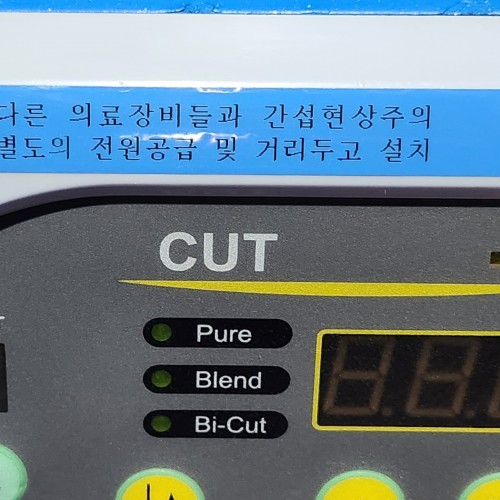 다른 의료장비들과 간섭현상주의
별도의 전원공급 및 거리두고 설치
CUT
Pure
Blend
Bi-Cut